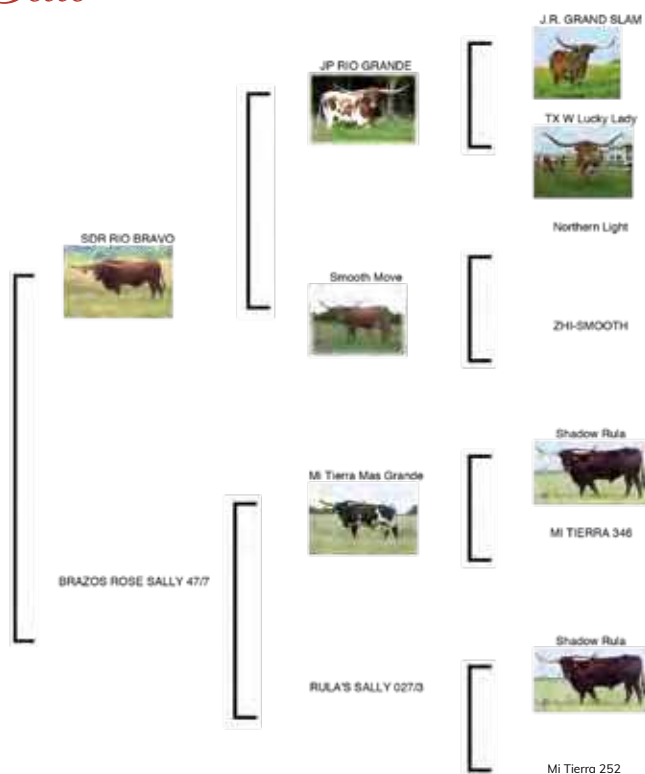 J.R. GRAND SLAM
JP RIO GRANDE
TX W Lucky Lady
Northern Light
SDR RIO BRAVO
Smooth Move
ZHI-SMOOTH
Shadow Rula
Mi Tierra Mas Grande
MI TIERRA 346
BRAZOS ROSE SALLY 47/7
Shadow Rula
RULA'S SALLY 027/3
Mi Tierra 252